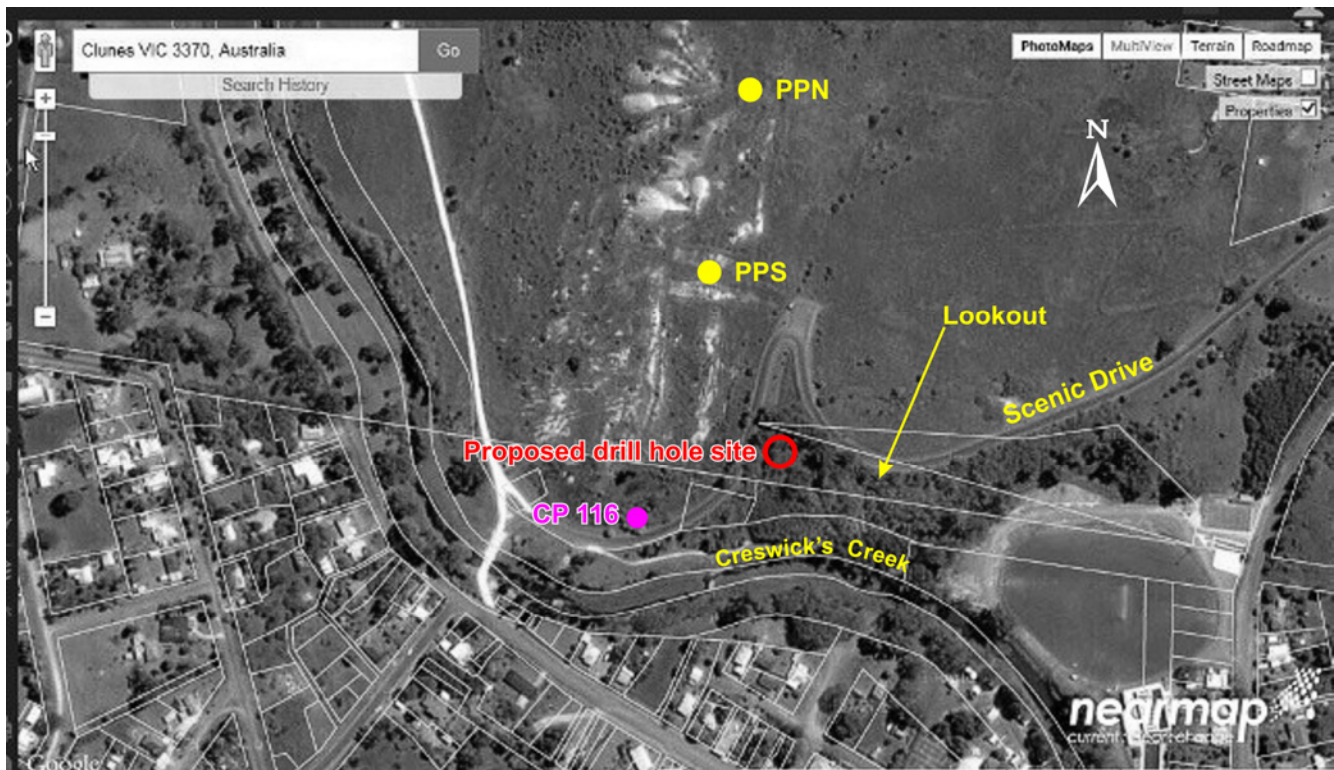 Clunes VIC 3370, Australia
Go
Search History
PhotoMaps
MultiView
Terrain
Roadmap
Street Maps
Properties
PPN
N
PPS
Lookout
Scenic Drive
Proposed drill hole site
CP 116
Creswick's Creek
nearmap
Google